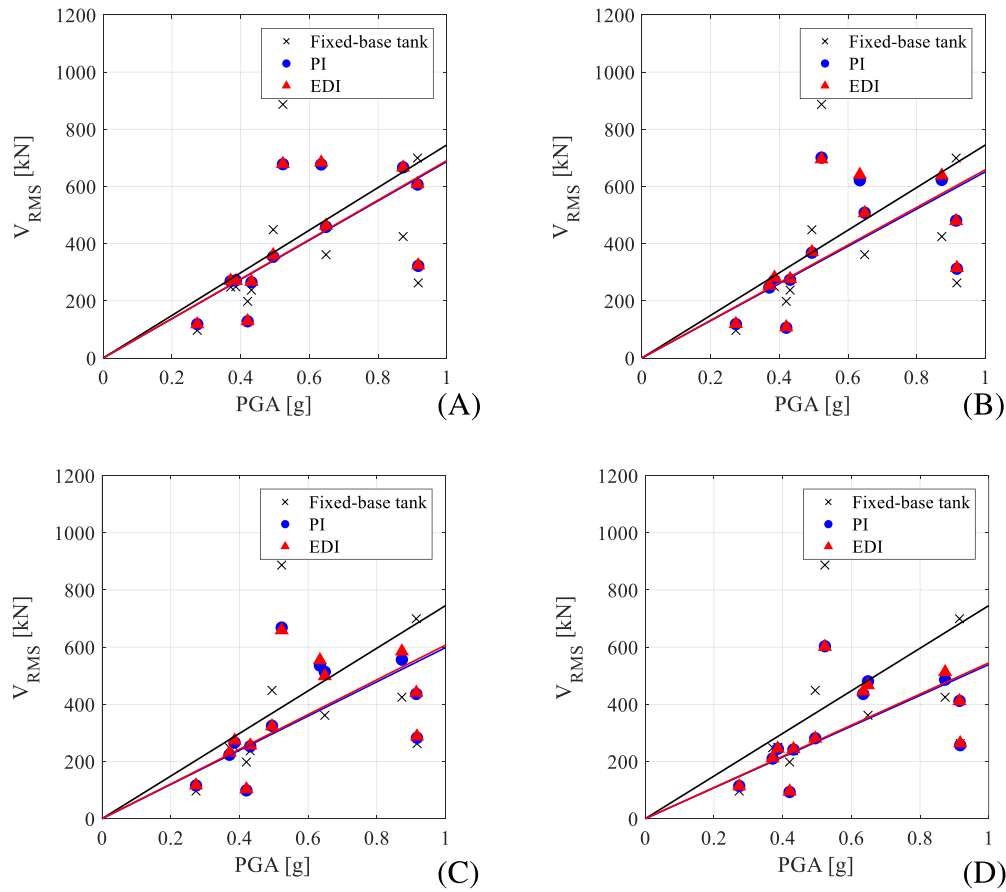 1200
1000
800
600
400
200
0
V_RMS [kN]
Fixed-base tank
PI
EDI
0 0.2 0.4 0.6 0.8 1
PGA [g]
(A)
1200
1000
800
600
400
200
0
V_RMS [kN]
Fixed-base tank
PI
EDI
0 0.2 0.4 0.6 0.8 1
PGA [g]
(B)
1200
1000
800
600
400
200
0
V_RMS [kN]
Fixed-base tank
PI
EDI
0 0.2 0.4 0.6 0.8 1
PGA [g]
(C)
1200
1000
800
600
400
200
0
V_RMS [kN]
Fixed-base tank
PI
EDI
0 0.2 0.4 0.6 0.8 1
PGA [g]
(D)